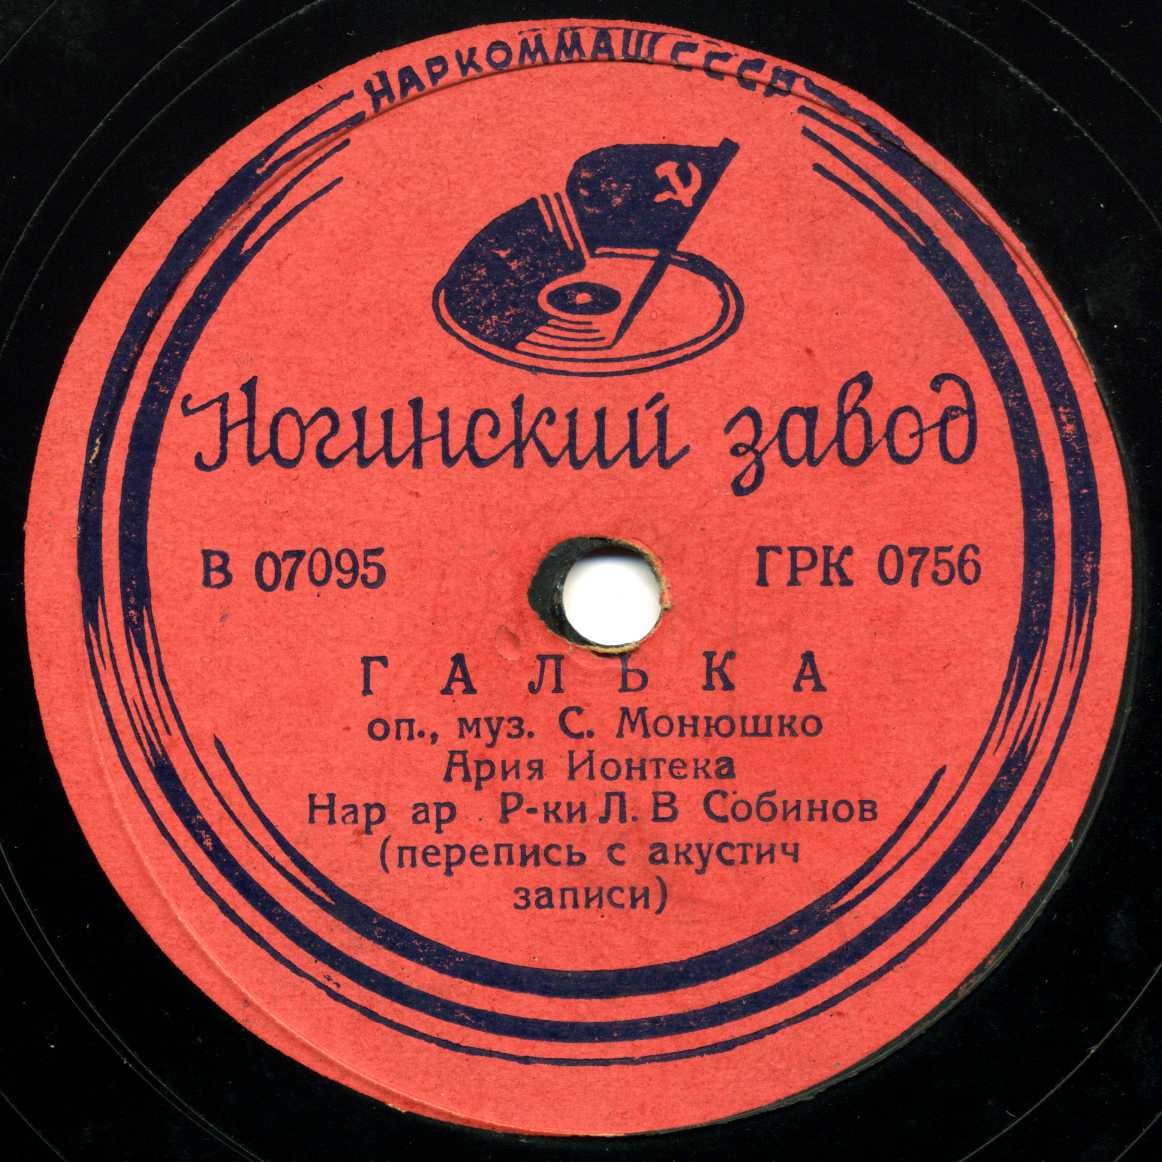 НАРКОММАШ СССР
Ногинский завод
В 07095 ГРК 0756
ГАЛЬКА
оп., муз. С. Монюшко
Ария Ионтека
Нар ар . Р-ки Л. В Собинов
(перепись с акустич
записи)